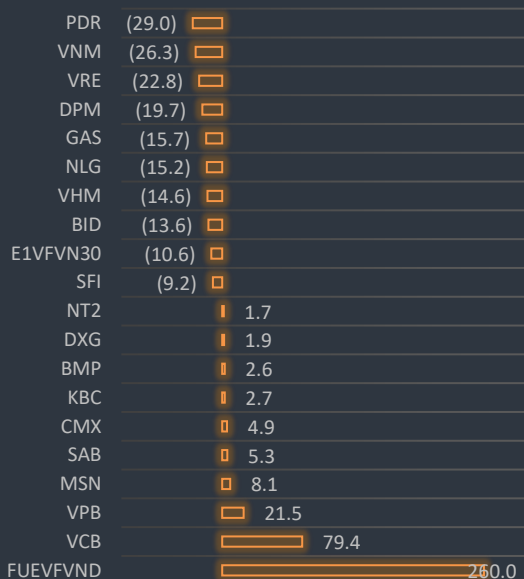 PDR (29.0)
VNM (26.3)
VRE (22.8)
DPM (19.7)
GAS (15.7)
NLG (15.2)
VHM (14.6)
BID (13.6)
E1VFVN30 (10.6)
SFI (9.2)
NT2 1.7
DXG 1.9
BMP 2.6
KBC 2.7
CMX 4.9
SAB 5.3
MSN 8.1
VPB 21.5
VCB 79.4
FUEVFVND 260.0